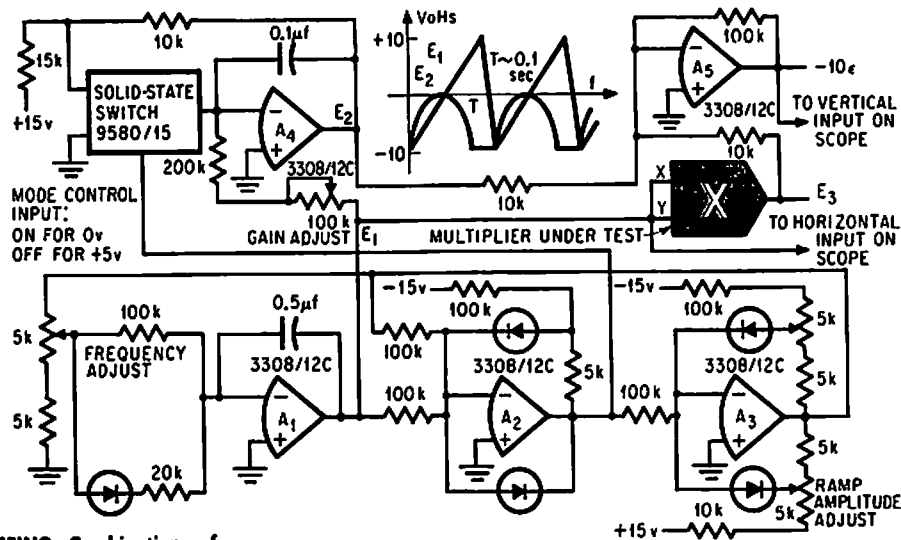 10k
0.1μf
15k
+15v
SOLID-STATE
SWITCH
9580/15
A4
E2
200k
3308/12C
100k
GAIN ADJUST
E1
MODE CONTROL
INPUT:
ON FOR 0v
OFF FOR +5v
VOLTS
+10
E1
E2
T~0.1
sec
T
-10
10k
100k
A5
-10ε
3308/12C
TO VERTICAL
INPUT ON
SCOPE
10k
X
Y
X
E3
MULTIPLIER UNDER TEST
TO HORIZONTAL
INPUT ON
SCOPE
5k
100k
FREQUENCY
ADJUST
5k
20k
0.5μf
3308/12C
A1
-15v
100k
100k
3308/12C
5k
100k
A2
-15v
100k
5k
3308/12C
5k
100k
A3
5k
RAMP
AMPLITUDE
ADJUST
5k
10k
+15v